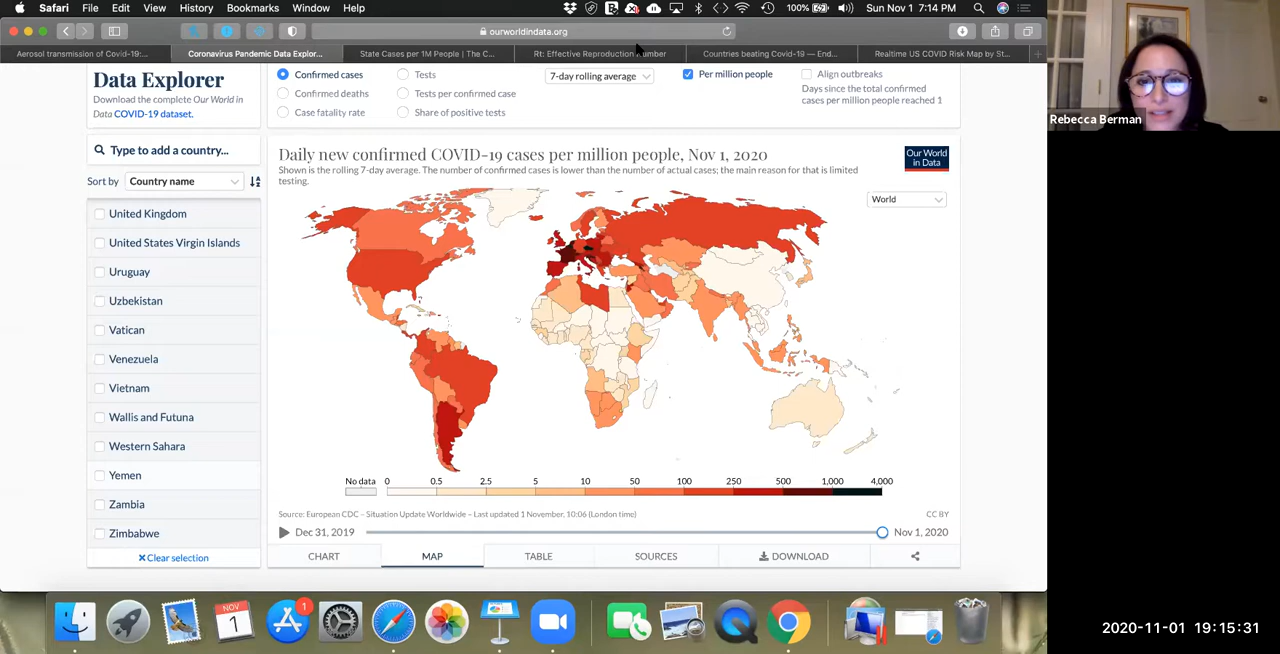 Safari File Edit View History Bookmarks Window Help 100% Sun Nov 1 7:14 PM
ourworldindata.org
Aerosol transmission of Covid-19:... Coronavirus Pandemic Data Explor... State Cases per 1M People | The C... Rt: Effective Reproduction Number Countries beating Covid-19 — End... Realtime US COVID Risk Map by St...
Data Explorer
Download the complete Our World in
Data COVID-19 dataset.
Confirmed cases
Confirmed deaths
Case fatality rate
Tests
Tests per confirmed case
Share of positive tests
7-day rolling average
Per million people
Align outbreaks
Days since the total confirmed
cases per million people reached 1
Type to add a country...
Sort by Country name
United Kingdom
United States Virgin Islands
Uruguay
Uzbekistan
Vatican
Venezuela
Vietnam
Wallis and Futuna
Western Sahara
Yemen
Zambia
Zimbabwe
Clear selection
Daily new confirmed COVID-19 cases per million people, Nov 1, 2020
Shown is the rolling 7-day average. The number of confirmed cases is lower than the number of actual cases; the main reason for that is limited
testing.
Our World
in Data
World
No data 0 0.5 2.5 5 10 50 100 250 500 1,000 4,000
Source: European CDC – Situation Update Worldwide – Last updated 1 November, 10:06 (London time) CC BY
Dec 31, 2019 Nov 1, 2020
CHART MAP TABLE SOURCES DOWNLOAD
NOV
1
1
Rebecca Berman
2020-11-01 19:15:31